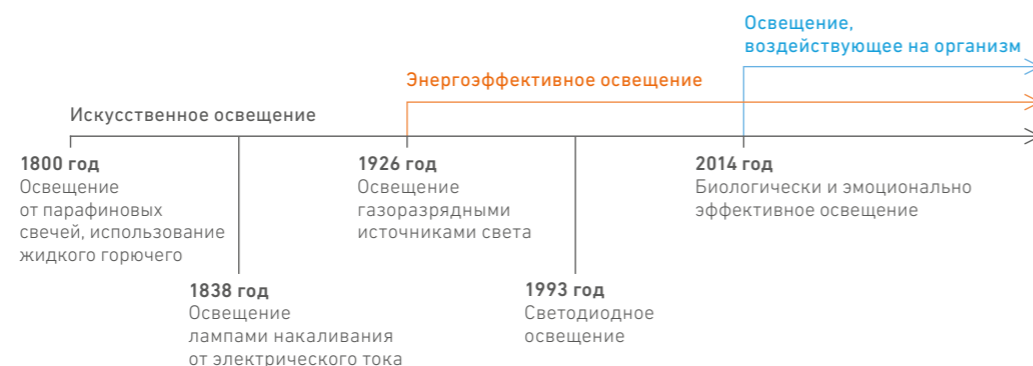 Освещение,
воздействующее на организм
Энергоэффективное освещение
Искусственное освещение
1800 год
Освещение
от парафиновых
свечей, использование
жидкого горючего
1838 год
Освещение
лампами накаливания
от электрического тока
1926 год
Освещение
газоразрядными
источниками света
1993 год
Светодиодное
освещение
2014 год
Биологически и эмоционально
эффективное освещение